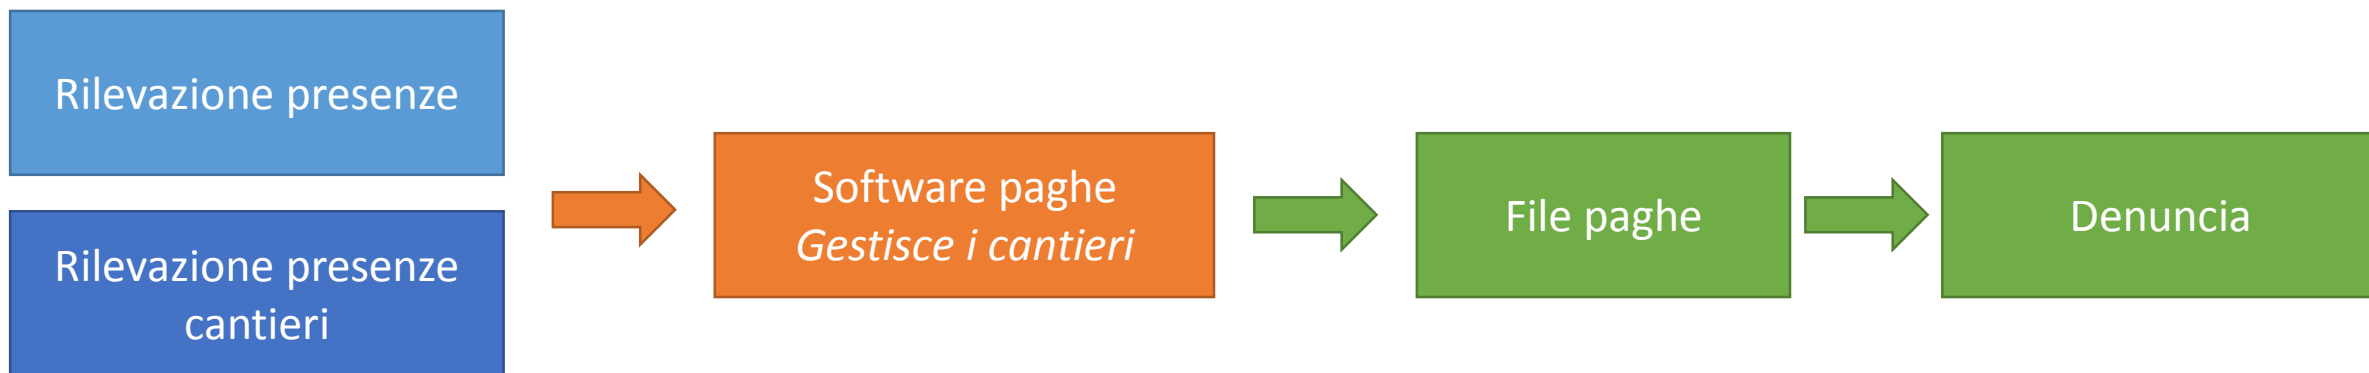 Rilevazione presenze
Rilevazione presenze
cantieri
Software paghe
Gestisce i cantieri
File paghe
Denuncia